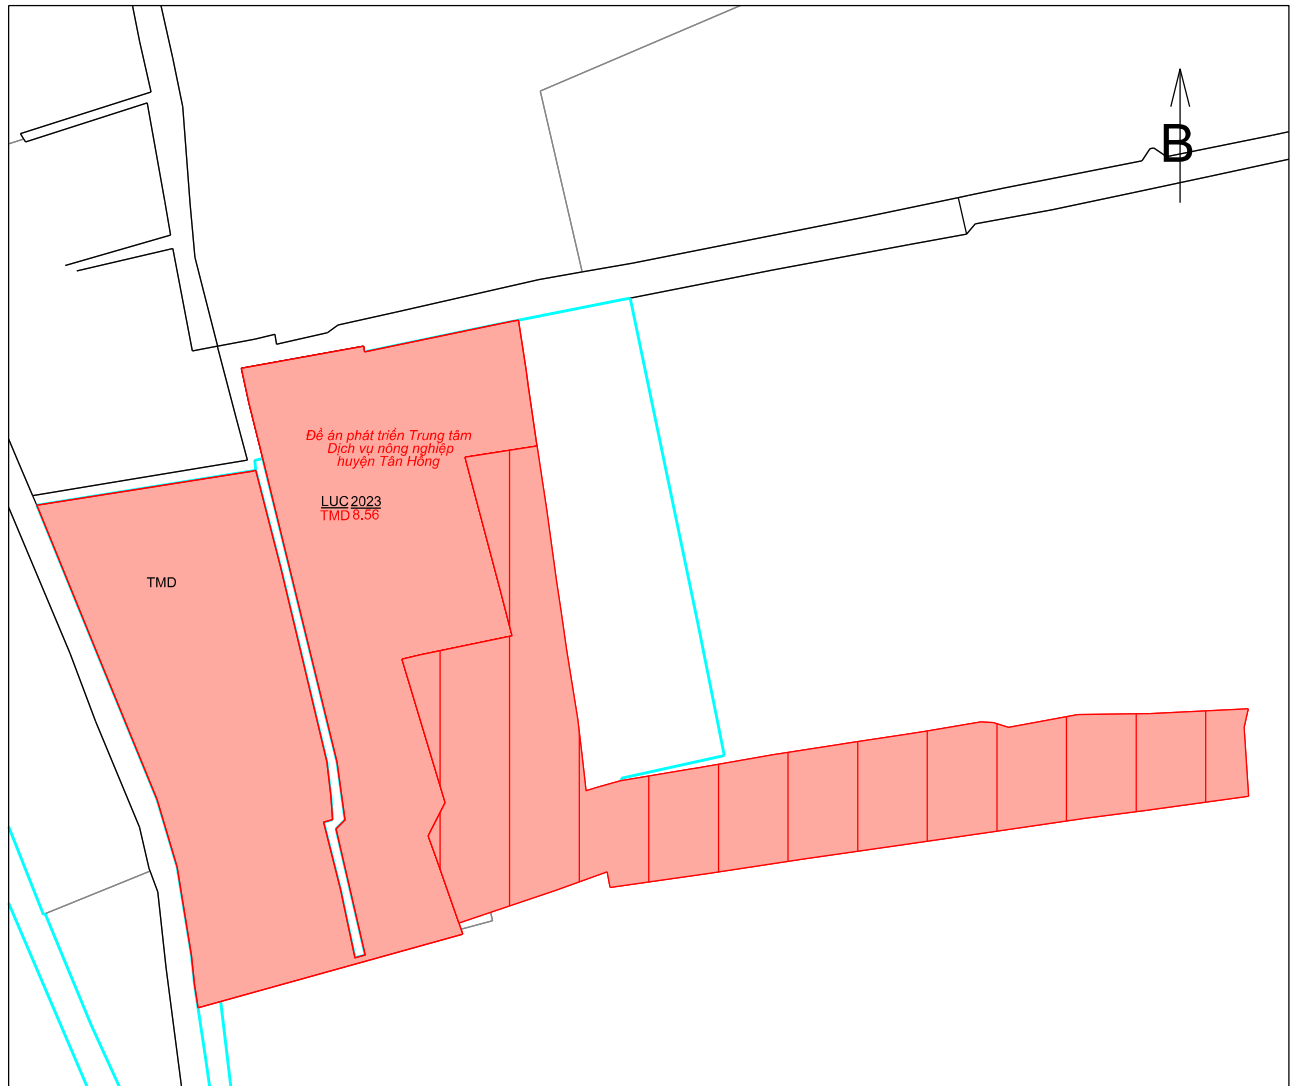 B
Đề án phát triển Trung tâm
Dịch vụ nông nghiệp
huyện Tân Hồng
LUC 2023
TMD 8.56
TMD